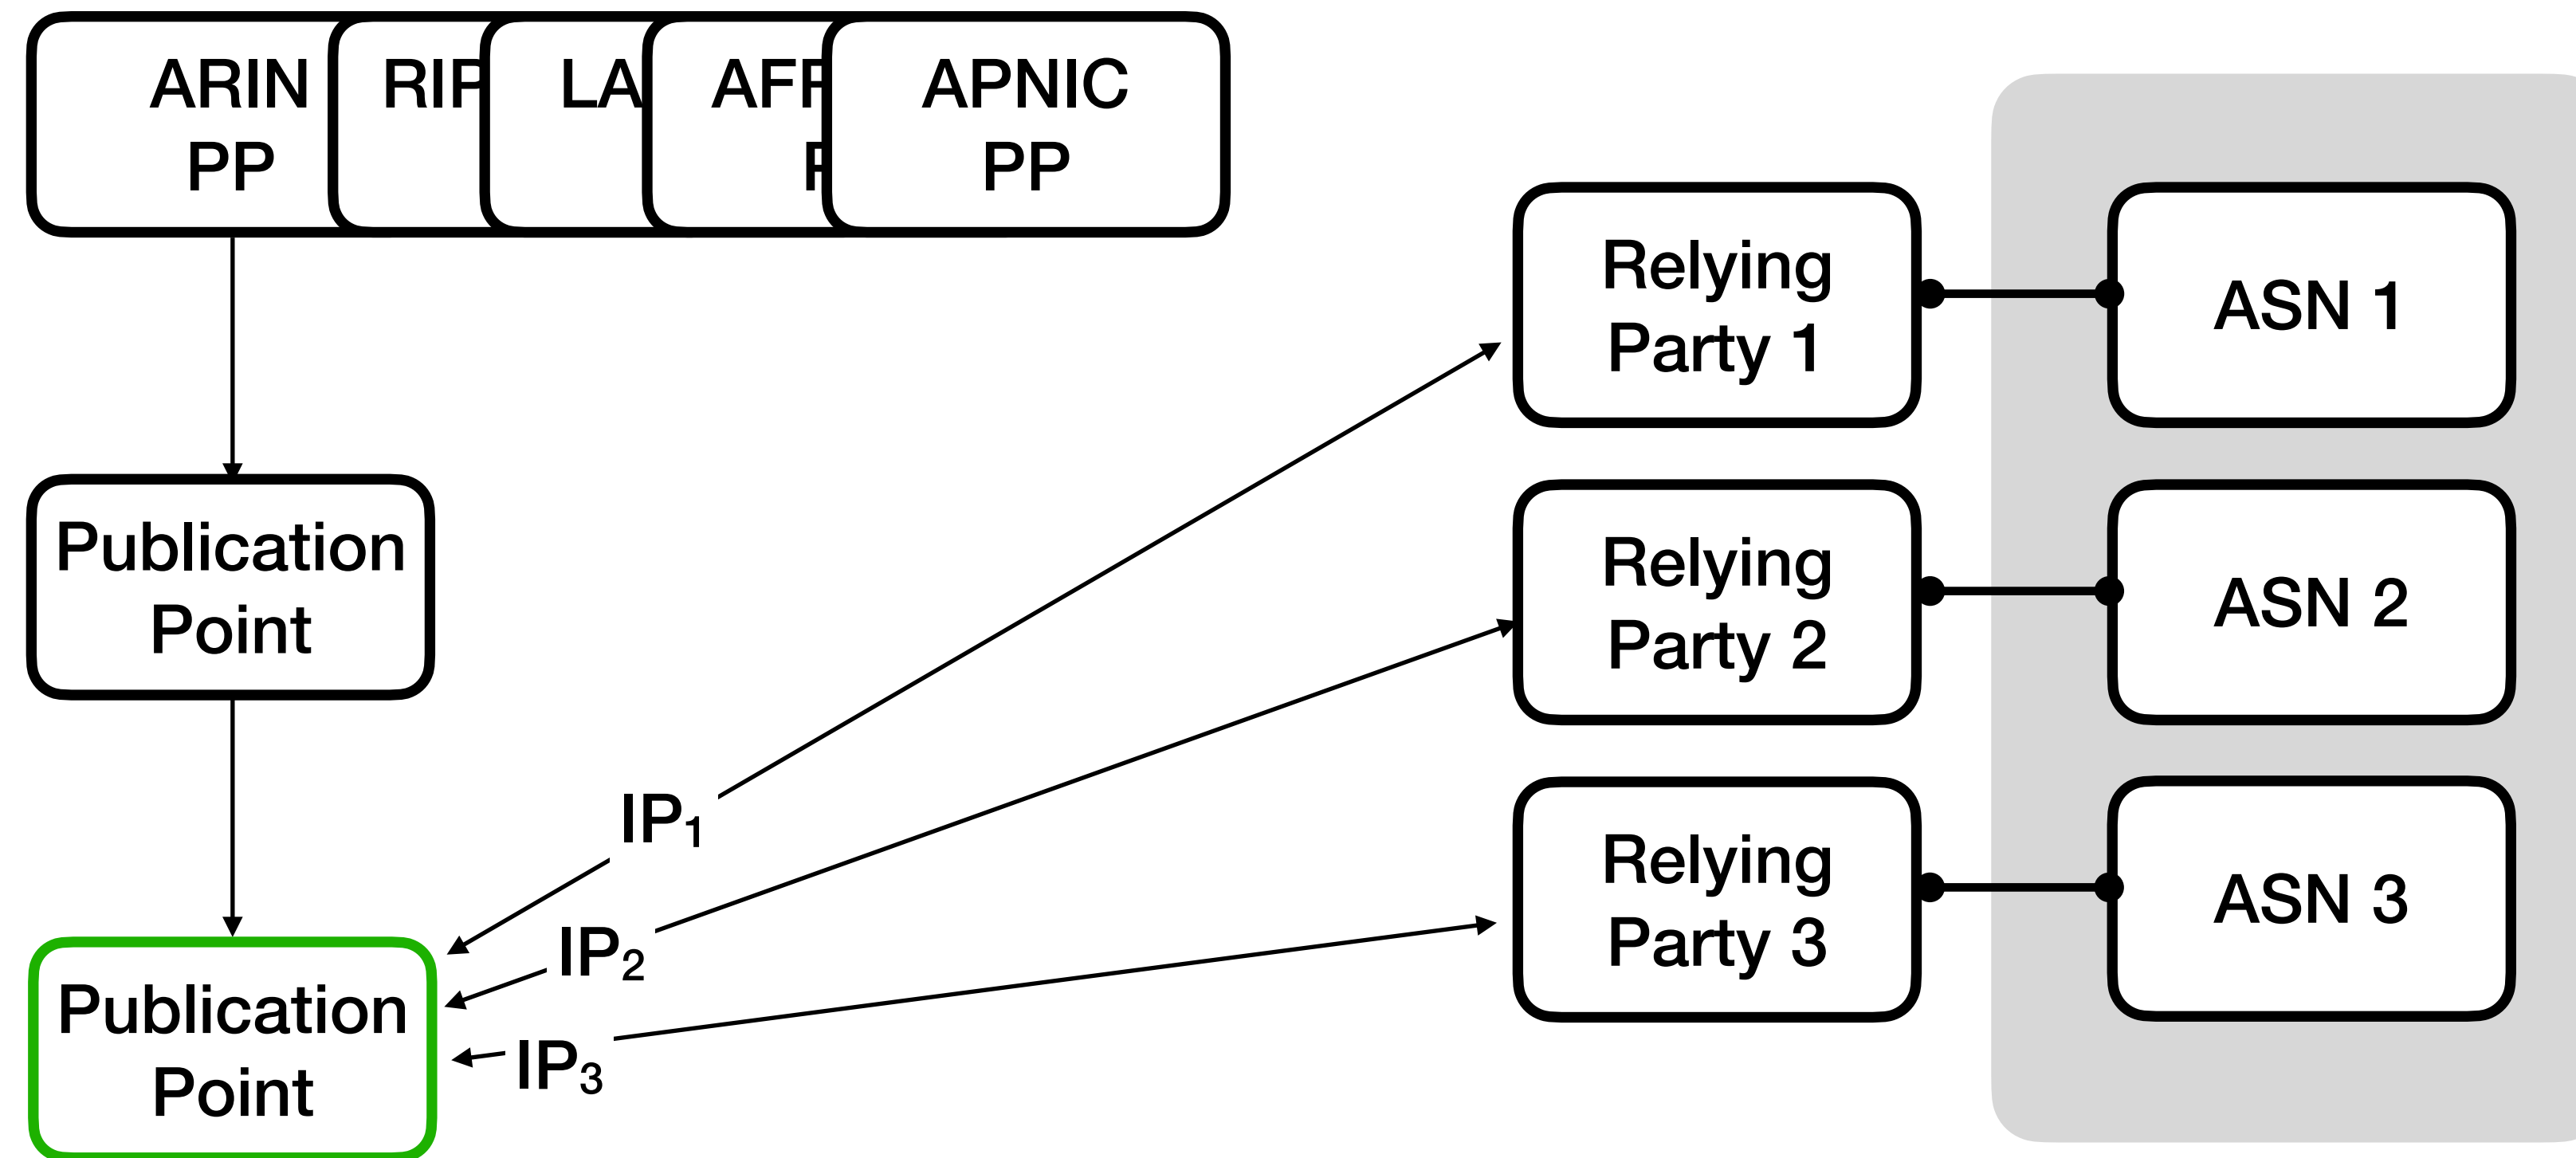 ARIN
PP
RIP
LA
AF
APNIC
PP
Relying
Party 1
ASN 1
Publication
Point
Relying
Party 2
ASN 2
IP₁
Relying
Party 3
ASN 3
IP₂
Publication
Point
IP₃